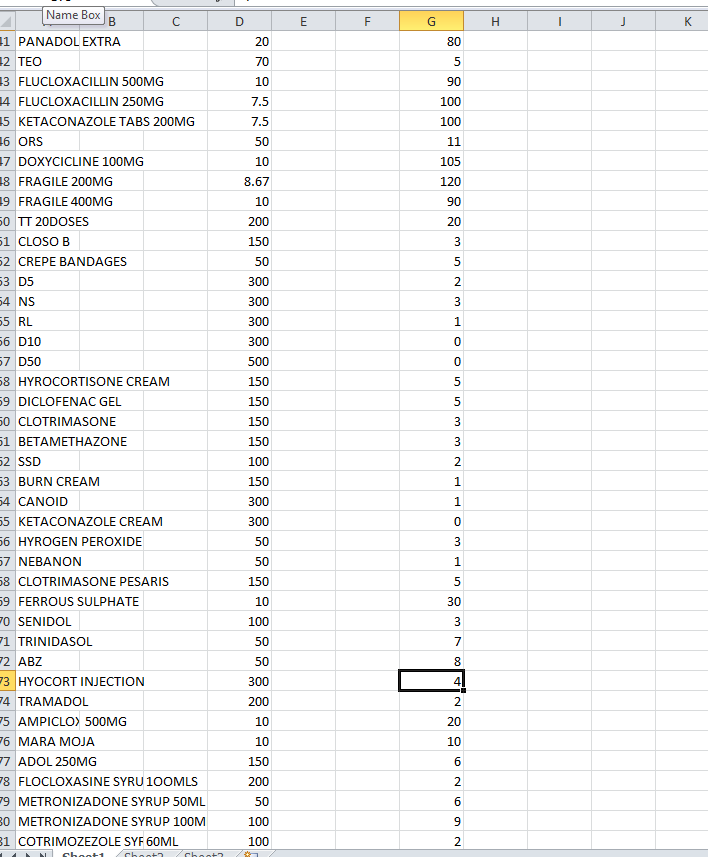 Name Box
A B C D E F G H I J K
41 PANADOL EXTRA 20 80
42 TEO 70 5
43 FLUCLOXACILLIN 500MG 10 90
44 FLUCLOXACILLIN 250MG 7.5 100
45 KETACONAZOLE TABS 200MG 7.5 100
46 ORS 50 11
47 DOXYCICLINE 100MG 10 105
48 FRAGILE 200MG 8.67 120
49 FRAGILE 400MG 10 90
50 TT 20DOSES 200 20
51 CLOSO B 150 3
52 CREPE BANDAGES 50 5
53 D5 300 2
54 NS 300 3
55 RL 300 1
56 D10 300 0
57 D50 500 0
58 HYROCORTISONE CREAM 150 5
59 DICLOFENAC GEL 150 5
60 CLOTRIMASONE 150 3
61 BETAMETHAZONE 150 3
62 SSD 100 2
63 BURN CREAM 150 1
64 CANOID 300 1
65 KETACONAZOLE CREAM 300 0
66 HYROGEN PEROXIDE 50 3
67 NEBANON 50 1
68 CLOTRIMASONE PESARIS 150 5
69 FERROUS SULPHATE 10 30
70 SENIDOL 100 3
71 TRINIDASOL 50 7
72 ABZ 50 8
73 HYOCORT INJECTION 300 4
74 TRAMADOL 200 2
75 AMPICLOX 500MG 10 20
76 MARA MOJA 10 10
77 ADOL 250MG 150 6
78 FLOCLOXASINE SYRU 1OOMLS 200 2
79 METRONIZADONE SYRUP 50ML 50 6
80 METRONIZADONE SYRUP 100M 100 9
81 COTRIMOZEZOLE SYF 60ML 100 2
Sheet1 Sheet2 Sheet3